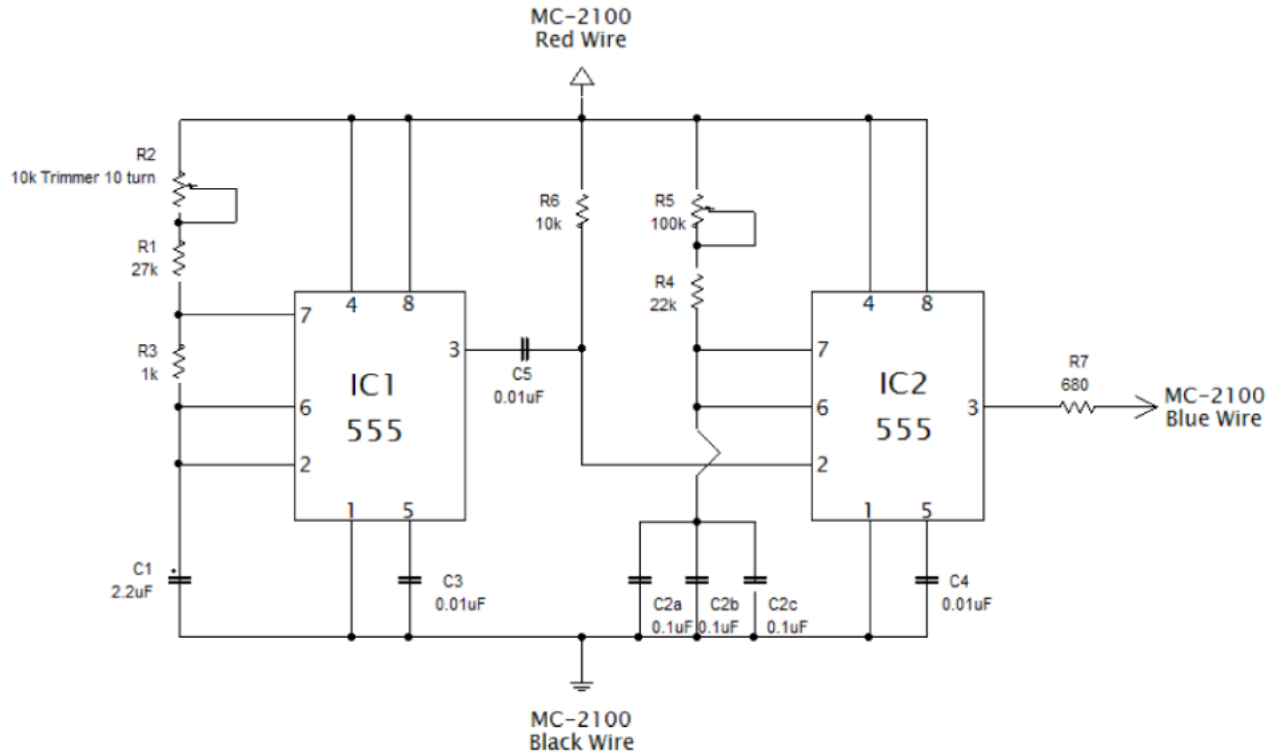 MC-2100
Red Wire
R2
10k Trimmer 10 turn
R1
27k
R3
1k
C1
2.2uF
7
6
2
4
8
3
1
5
IC1
555
C3
0.01uF
C5
0.01uF
R6
10k
R5
100k
R4
22k
7
6
2
4
8
3
1
5
IC2
555
C2a
0.1uF
C2b
0.1uF
C2c
0.1uF
C4
0.01uF
R7
680
MC-2100
Blue Wire
MC-2100
Black Wire